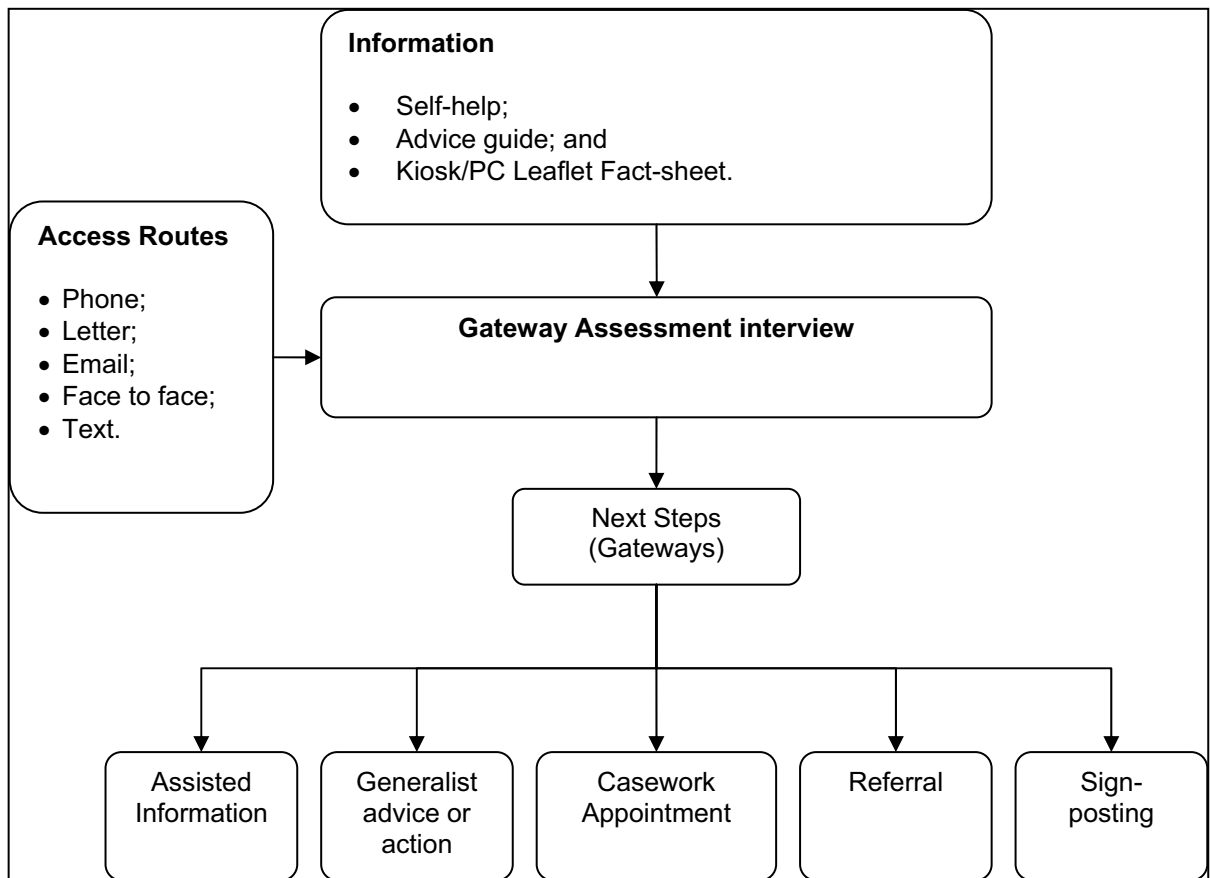 Information
• Self-help;
• Advice guide; and
• Kiosk/PC Leaflet Fact-sheet.
Access Routes
• Phone;
• Letter;
• Email;
• Face to face;
• Text.
Gateway Assessment interview
Next Steps
(Gateways)
Assisted
Information
Generalist
advice or
action
Casework
Appointment
Referral
Sign-
posting